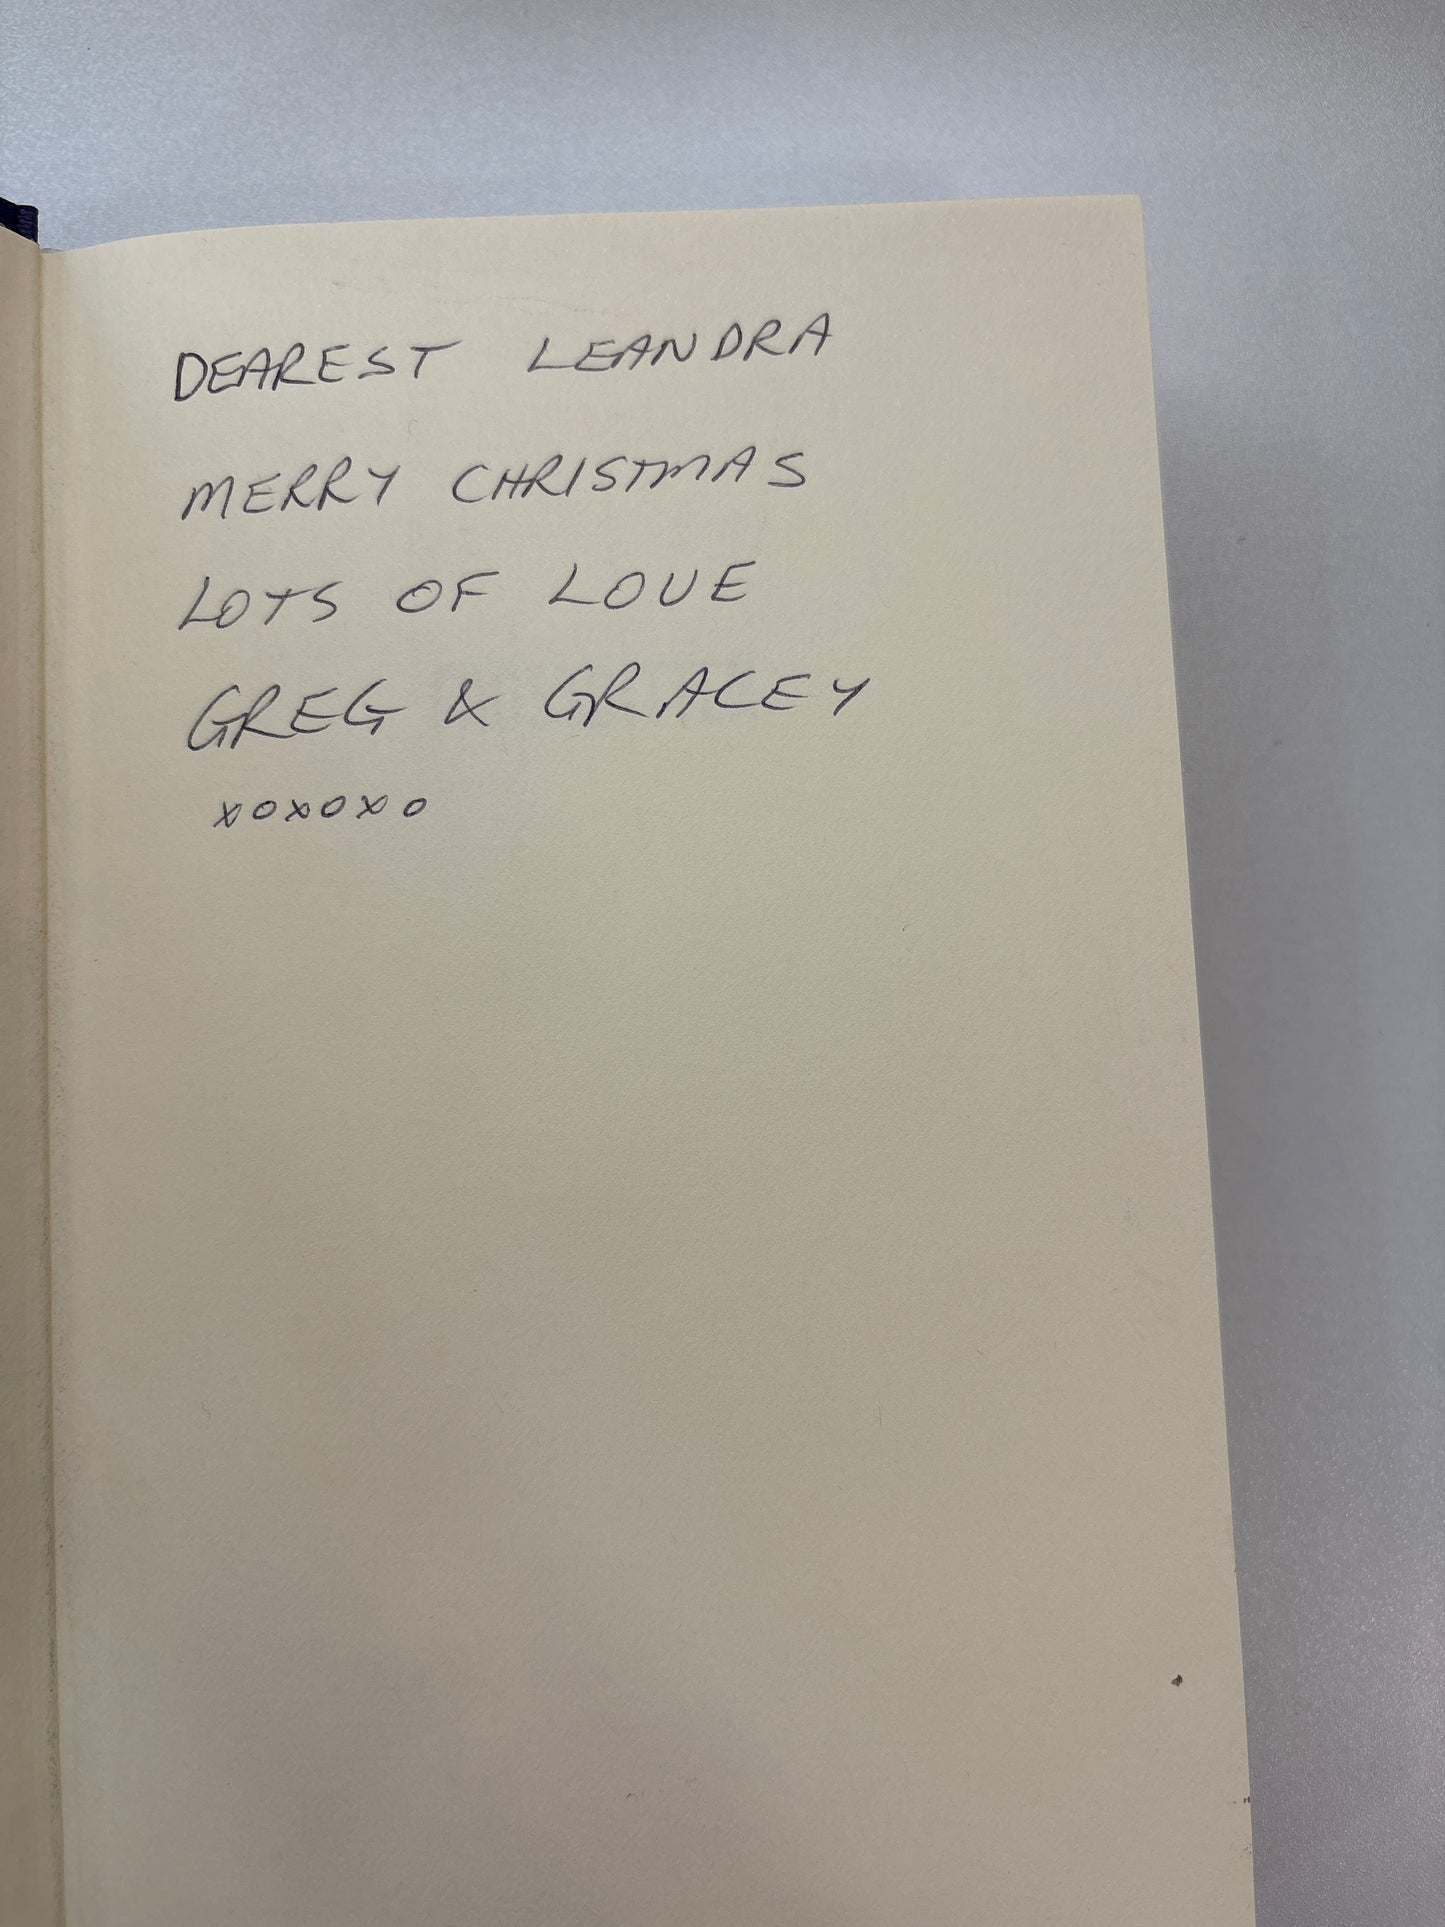 DEAREST LEANDRA
MERRY CHRISTMAS
LOTS OF LOVE
GREG & GRACEY
xoxoxo